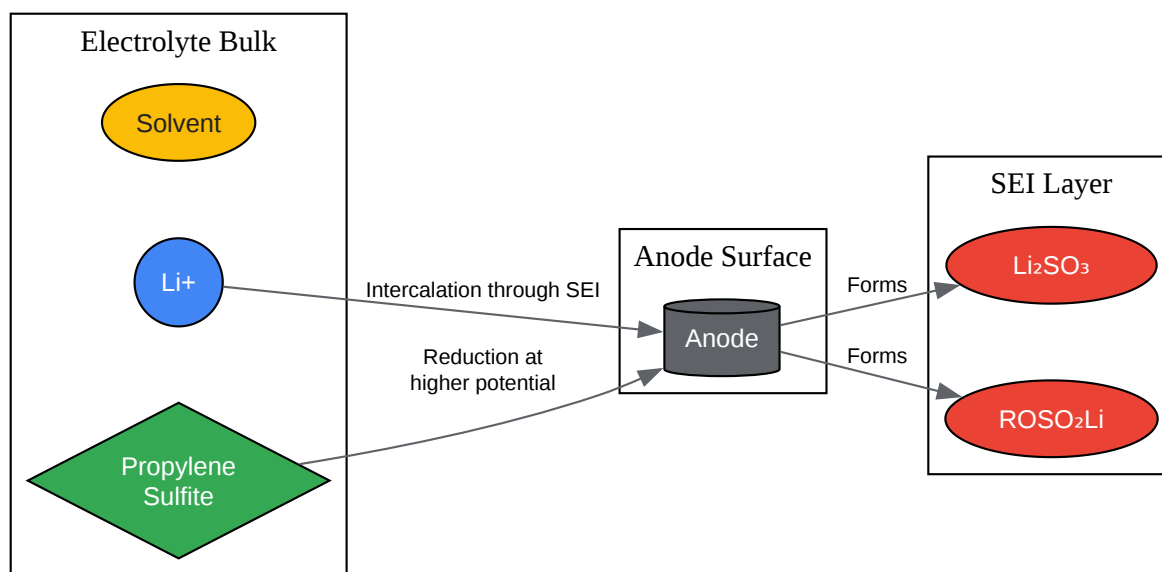 Electrolyte Bulk
Solvent
Li+
Propylene
Sulfite
Intercalation through SEI
Reduction at
higher potential
Anode Surface
Anode
Forms
Forms
SEI Layer
Li₂SO₃
ROSO₂Li